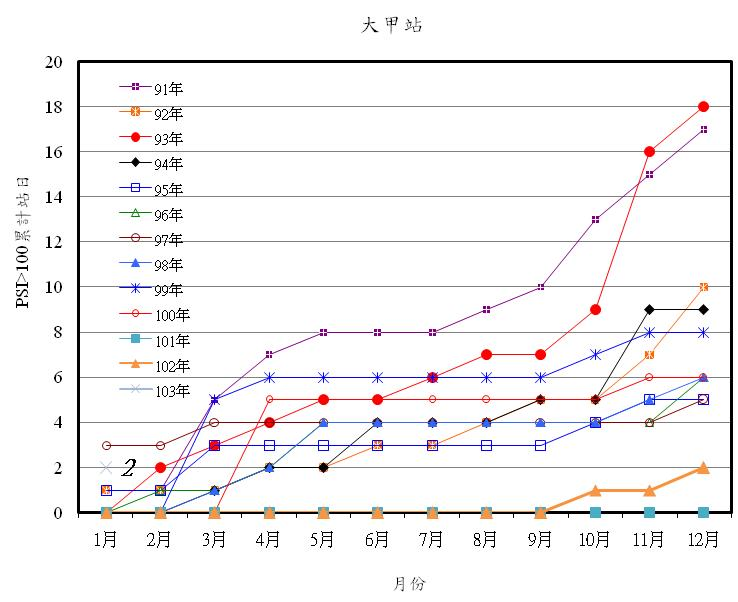 大甲站
PSI>100累計站日
20
18
16
14
12
10
8
6
4
2
0
91年
92年
93年
94年
95年
96年
97年
98年
99年
100年
101年
102年
103年
2
1月 2月 3月 4月 5月 6月 7月 8月 9月 10月 11月 12月
月份